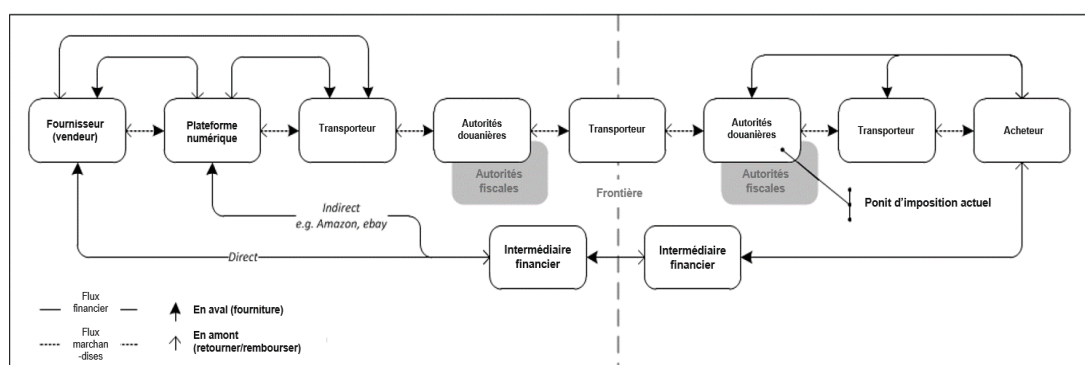 Fournisseur
(vendeur)
Plateforme
numérique
Transporteur
Autorités
douanières
Autorités
fiscales
Transporteur
Frontière
Autorités
douanières
Autorités
fiscales
Transporteur
Acheteur
Ponit d’imposition actuel
Indirect
e.g. Amazon, ebay
Direct
Intermédiaire
financier
Intermédiaire
financier
Flux
financier
En aval (fourniture)
Flux
marchan
-dises
En amont
(retourner/rembourser)